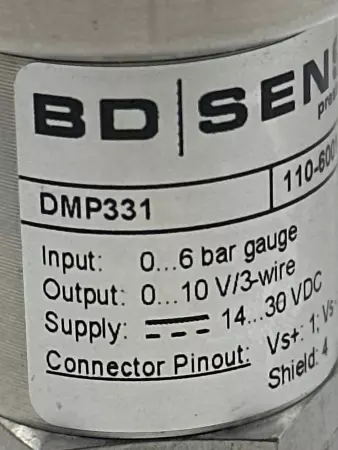 BD|SEN
DMP331
110-600
Input: 0...6 bar gauge
Output: 0...10 V/3-wire
Supply: 14...30 VDC
Connector Pinout: Vs+: 1; Vs
Shield: 4